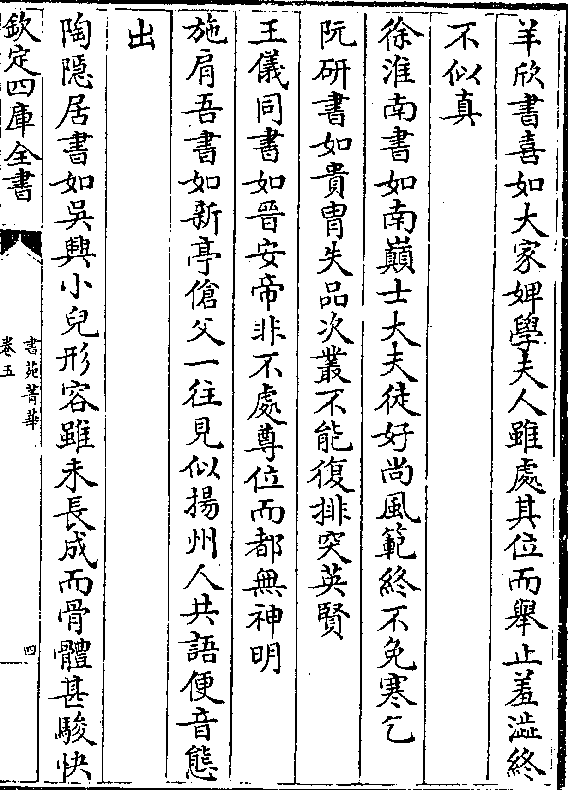 羊欣書喜如大家婢學夫人雖處其位而舉止羞澁終
不似真
徐淮南書如南巔士大夫徒好尚風範終不免寒乞
阮研書如貴胄失品次叢不能復排突英賢
王儀同書如晉安帝非不處尊位而都無神明
施肩吾書如新亭傖父一往見似揚州人共語便音態
出
陶隱居書如吳興小兒形容雖未長成而骨體甚駿快
欽定四庫全書
書苑菁華
卷五
四